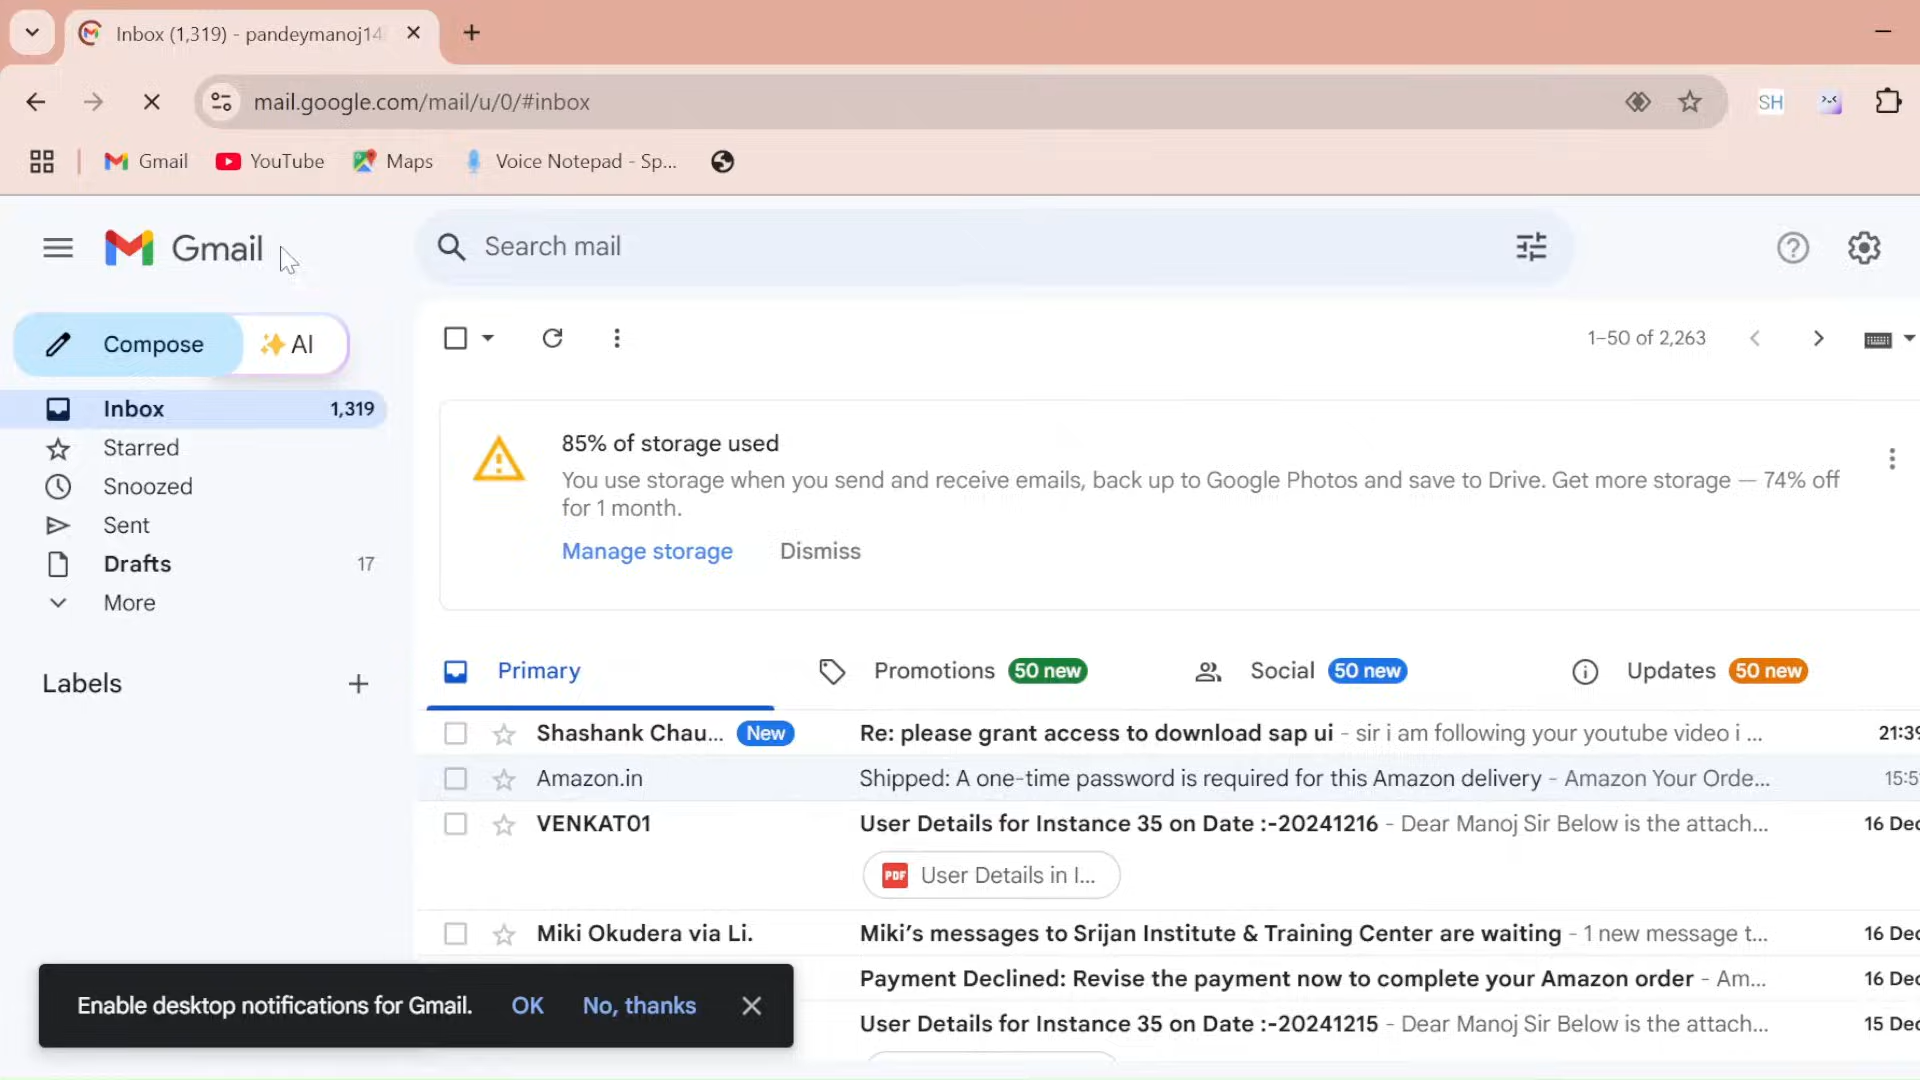 Inbox (1,319) - pandeymanoj14
mail.google.com/mail/u/0/#inbox
SH
Gmail
YouTube
Maps
Voice Notepad - Sp...
Gmail
Search mail
Compose
AI
1–50 of 2,263
Inbox 1,319
Starred
Snoozed
Sent
Drafts 17
More
Labels
85% of storage used
You use storage when you send and receive emails, back up to Google Photos and save to Drive. Get more storage — 74% off
for 1 month.
Manage storage Dismiss
Primary
Promotions 50 new
Social 50 new
Updates 50 new
Shashank Chau... New Re: please grant access to download sap ui - sir i am following your youtube video i ... 21:39
Amazon.in Shipped: A one-time password is required for this Amazon delivery - Amazon Your Orde... 15:5
VENKAT01 User Details for Instance 35 on Date :-20241216 - Dear Manoj Sir Below is the attach... 16 Dec
PDF User Details in I...
Miki Okudera via Li. Miki's messages to Srijan Institute & Training Center are waiting - 1 new message t... 16 Dec
Payment Declined: Revise the payment now to complete your Amazon order - Am... 16 Dec
User Details for Instance 35 on Date :-20241215 - Dear Manoj Sir Below is the attach... 15 Dec
Enable desktop notifications for Gmail. OK No, thanks